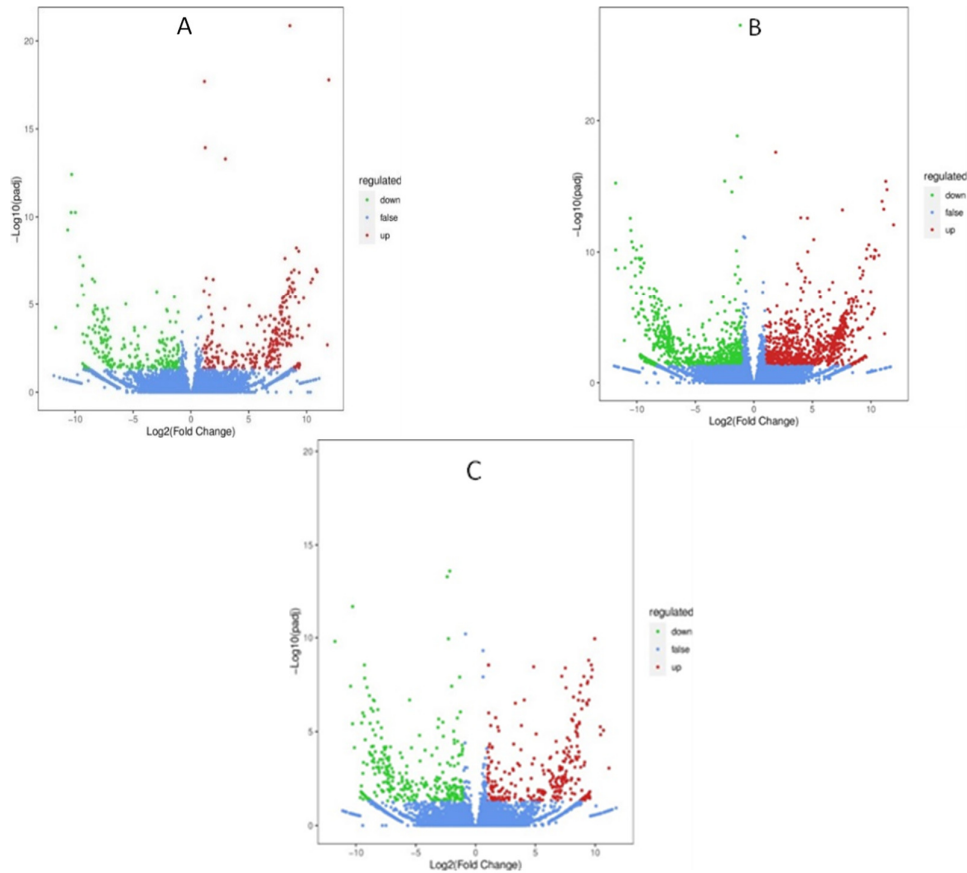 A
20
15
10
5
0
-Log10(padj)
-10
-5
0
5
10
Log2(Fold Change)
regulated
down
false
up
B
20
10
0
-Log10(padj)
-10
-5
0
5
10
Log2(Fold Change)
regulated
down
false
up
C
20
15
10
5
0
-Log10(padj)
-10
-5
0
5
10
Log2(Fold Change)
regulated
down
false
up